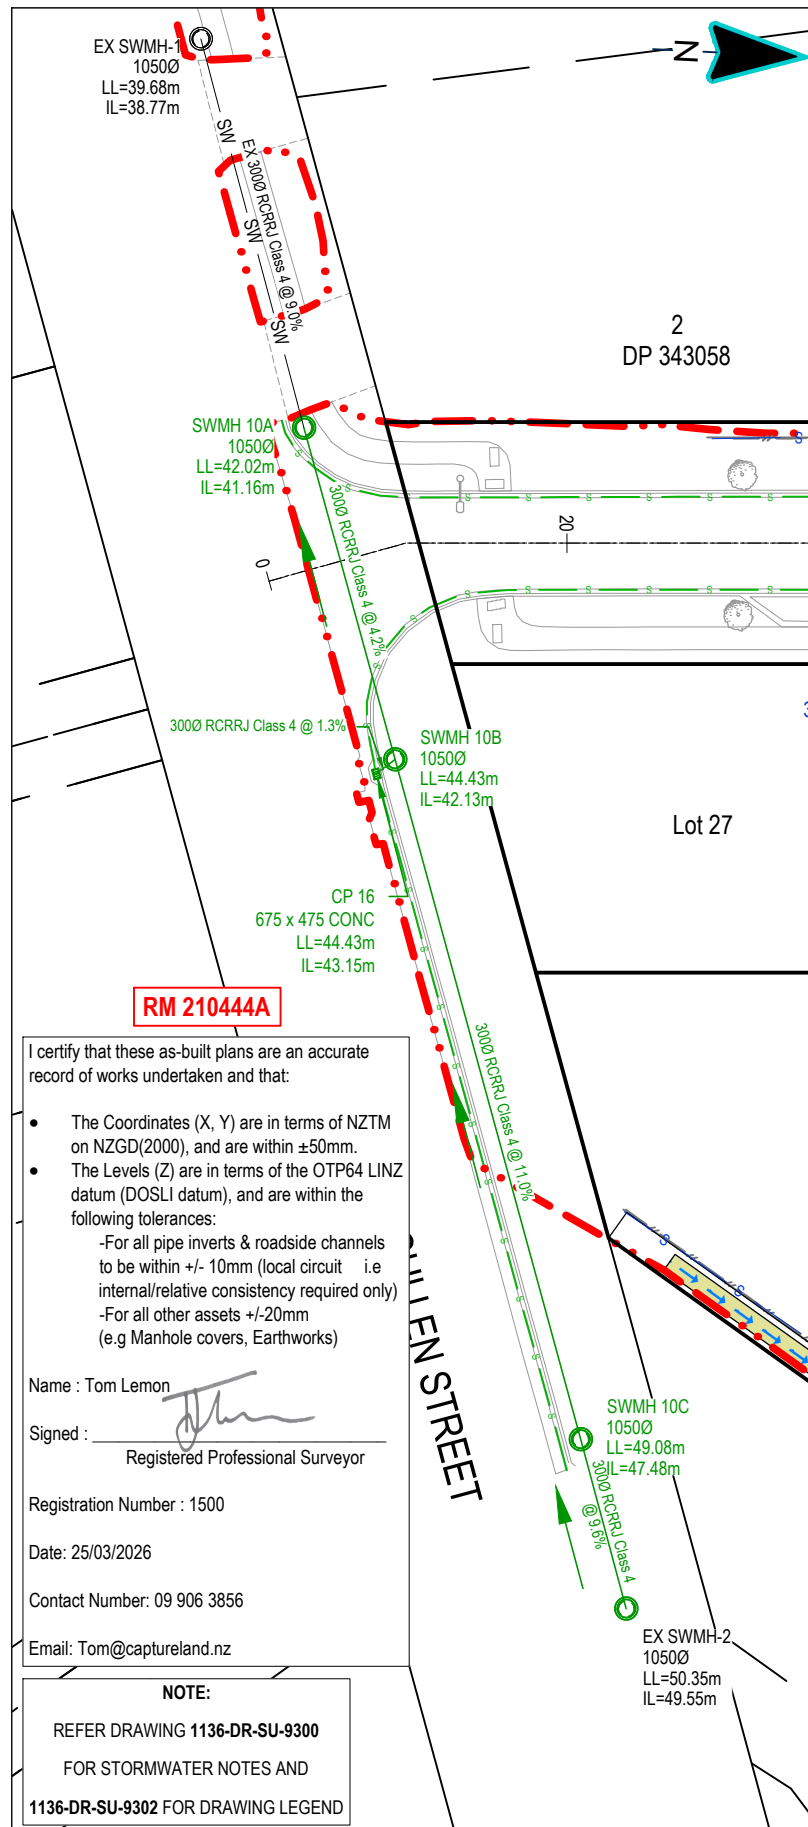 EX SWMH-1
1050Ø
LL=39.68m
IL=38.77m
N
SW
EX 300Ø RCRRJ Class 4 @ 9.0%
SW
SW
2
DP 343058
SWMH 10A
1050Ø
LL=42.02m
IL=41.16m
S
S
S
S
S
S
S
S
300Ø RCRRJ Class 4 @ 4.2%
20
0
S
S
S
S
S
S
S
S
300Ø RCRRJ Class 4 @ 1.3%
SWMH 10B
1050Ø
LL=44.43m
IL=42.13m
3
Lot 27
CP 16
675 x 475 CONC
LL=44.43m
IL=43.15m
S
S
S
S
S
S
S
S
300Ø RCRRJ Class 4 @ 11.0%
RM 210444A
I certify that these as-built plans are an accurate
record of works undertaken and that:
• The Coordinates (X, Y) are in terms of NZTM
on NZGD(2000), and are within ±50mm.
• The Levels (Z) are in terms of the OTP64 LINZ
datum (DOSLI datum), and are within the
following tolerances:
-For all pipe inverts & roadside channels
to be within +/- 10mm (local circuit i.e
internal/relative consistency required only)
-For all other assets +/-20mm
(e.g Manhole covers, Earthworks)
Name : Tom Lemon
Signed :
Registered Professional Surveyor
Registration Number : 1500
Date: 25/03/2026
Contact Number: 09 906 3856
Email: Tom@captureland.nz
S
S
STREET
SWMH 10C
1050Ø
LL=49.08m
IL=47.48m
300Ø RCRRJ Class 4
@ 9.6%
EX SWMH-2
1050Ø
LL=50.35m
IL=49.55m
NOTE:
REFER DRAWING 1136-DR-SU-9300
FOR STORMWATER NOTES AND
1136-DR-SU-9302 FOR DRAWING LEGEND